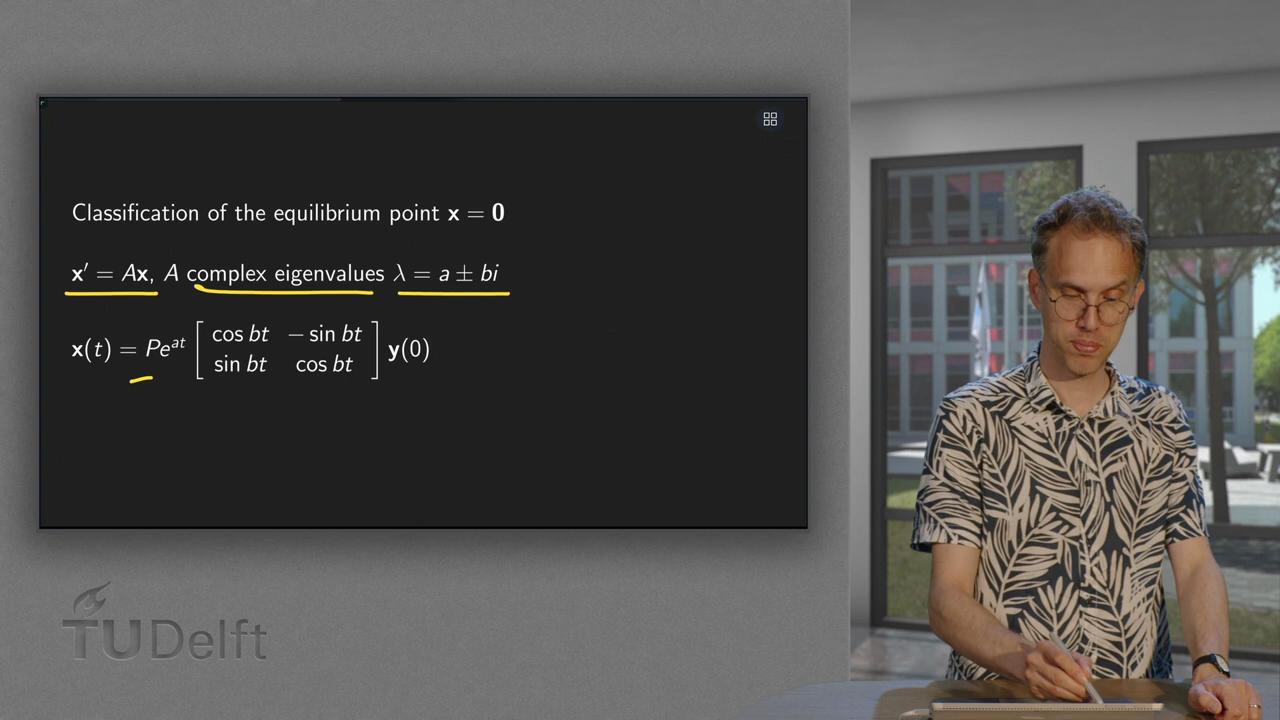 Classification of the equilibrium point x = 0
x′ = Ax, A complex eigenvalues λ = a ± bi
x(t) = Pe^{at} [ cos bt  − sin bt ; sin bt  cos bt ] y(0)
TUDelft